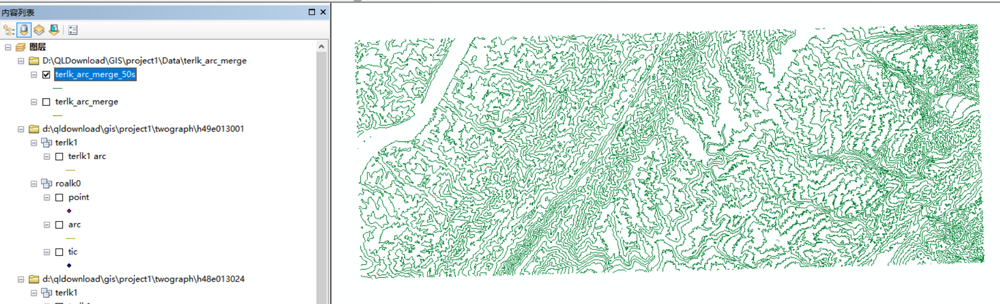 内容列表
图层
D:\QLDownload\GIS\project1\Data\terlk_arc_merge
terlk_arc_merge_50s
terlk_arc_merge
d:\qldownload\gis\project1\twograph\h49e013001
terlk1
terlk1 arc
roalk0
point
arc
tic
d:\qldownload\gis\project1\twograph\h48e013024
terlk1